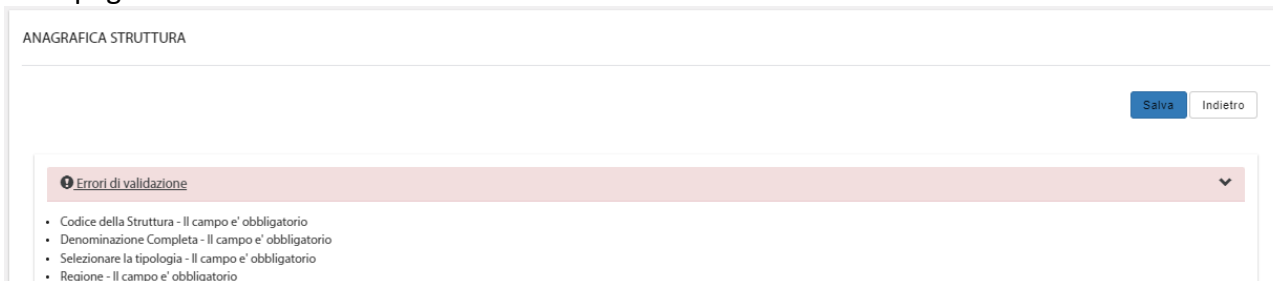 ANAGRAFICA STRUTTURA
Salva Indietro
Errori di validazione
• Codice della Struttura - Il campo e' obbligatorio
• Denominazione Completa - Il campo e' obbligatorio
• Selezionare la tipologia - Il campo e' obbligatorio
• Regione - Il campo e' obbligatorio